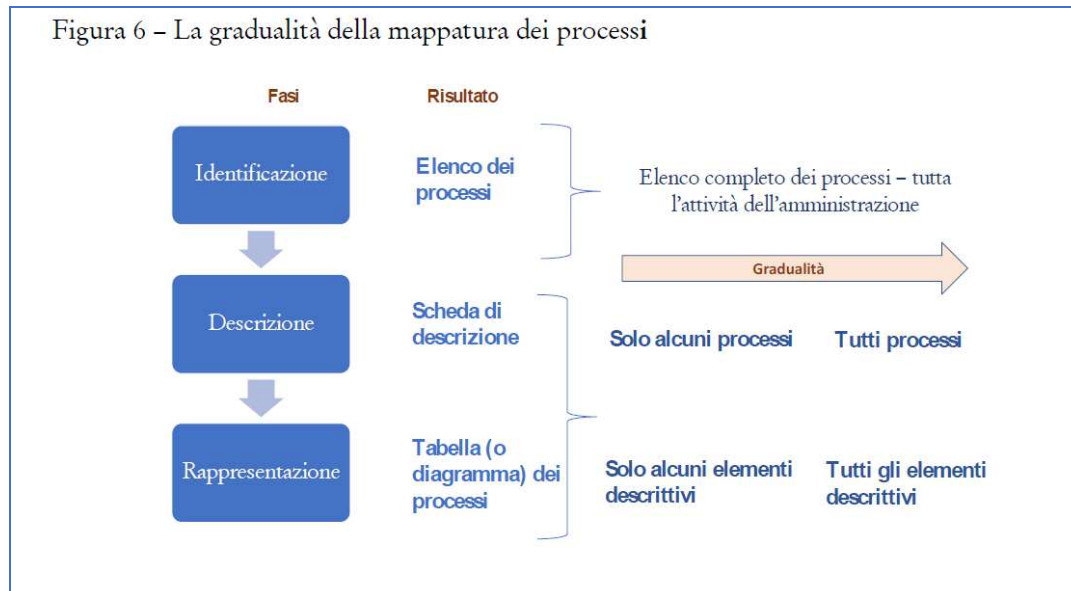 Figura 6 – La gradualità della mappatura dei processi
Fasi
Risultato
Identificazione
Elenco dei
processi
Elenco completo dei processi – tutta
l'attività dell'amministrazione
Gradualità
Descrizione
Scheda di
descrizione
Solo alcuni processi
Tutti processi
Rappresentazione
Tabella (o
diagramma) dei
processi
Solo alcuni elementi
descrittivi
Tutti gli elementi
descrittivi